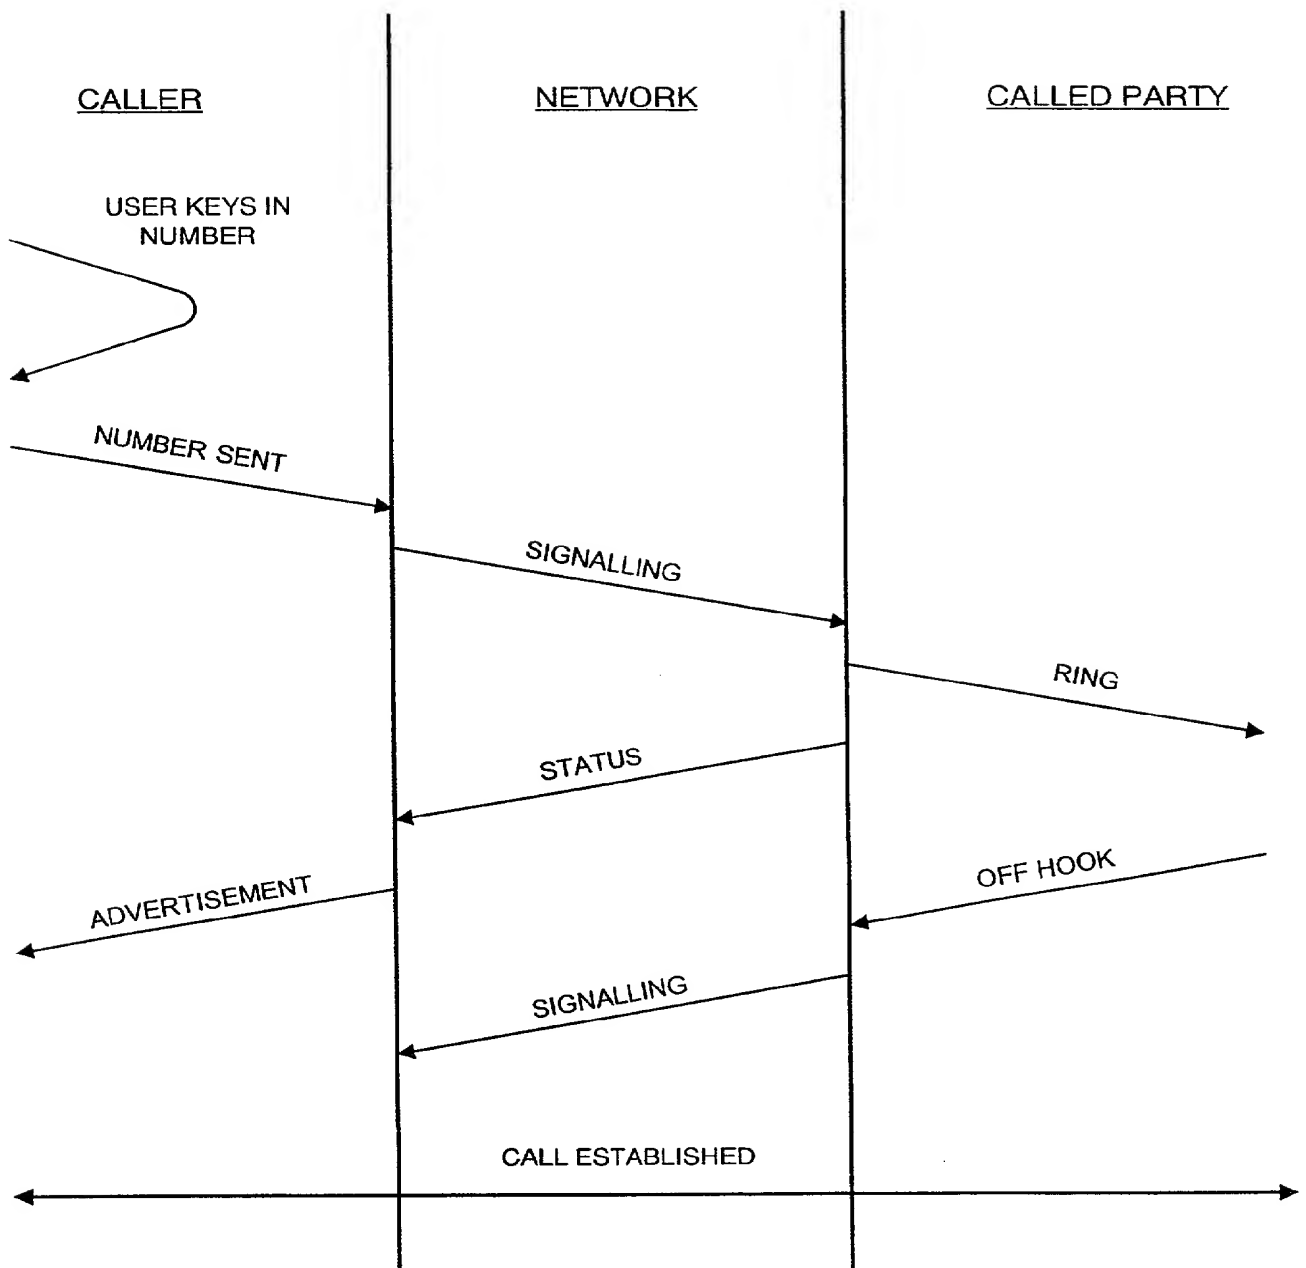 CALLER
NETWORK
CALLED PARTY
USER KEYS IN
NUMBER
NUMBER SENT
SIGNALLING
RING
STATUS
OFF HOOK
ADVERTISEMENT
SIGNALLING
CALL ESTABLISHED